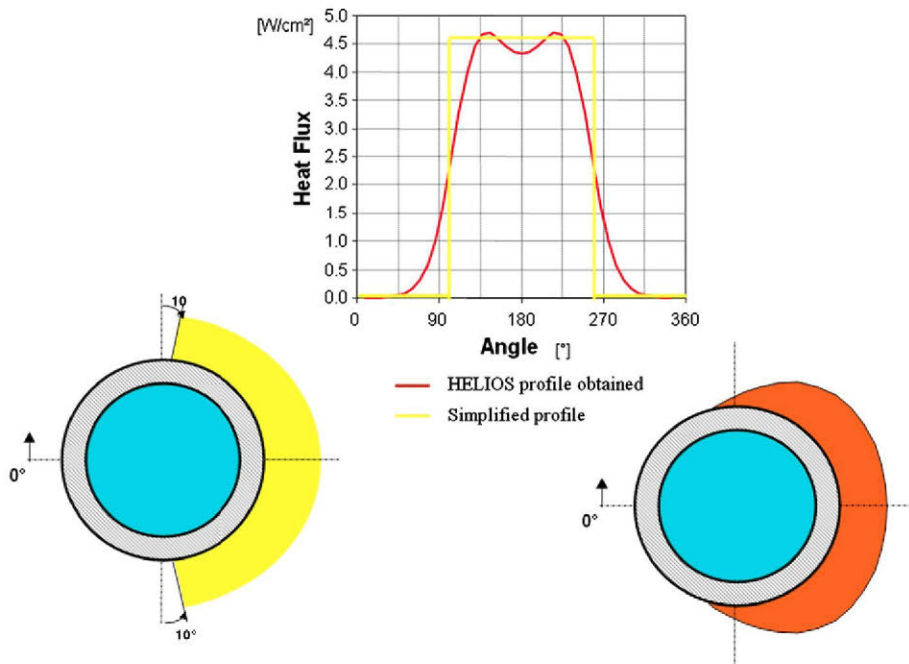 [W/cm²]
Heat Flux
5.0
4.5
4.0
3.5
3.0
2.5
2.0
1.5
1.0
0.5
0.0
0 90 180 270 360
Angle [°]
HELIOS profile obtained
Simplified profile
10
0°
10°
0°